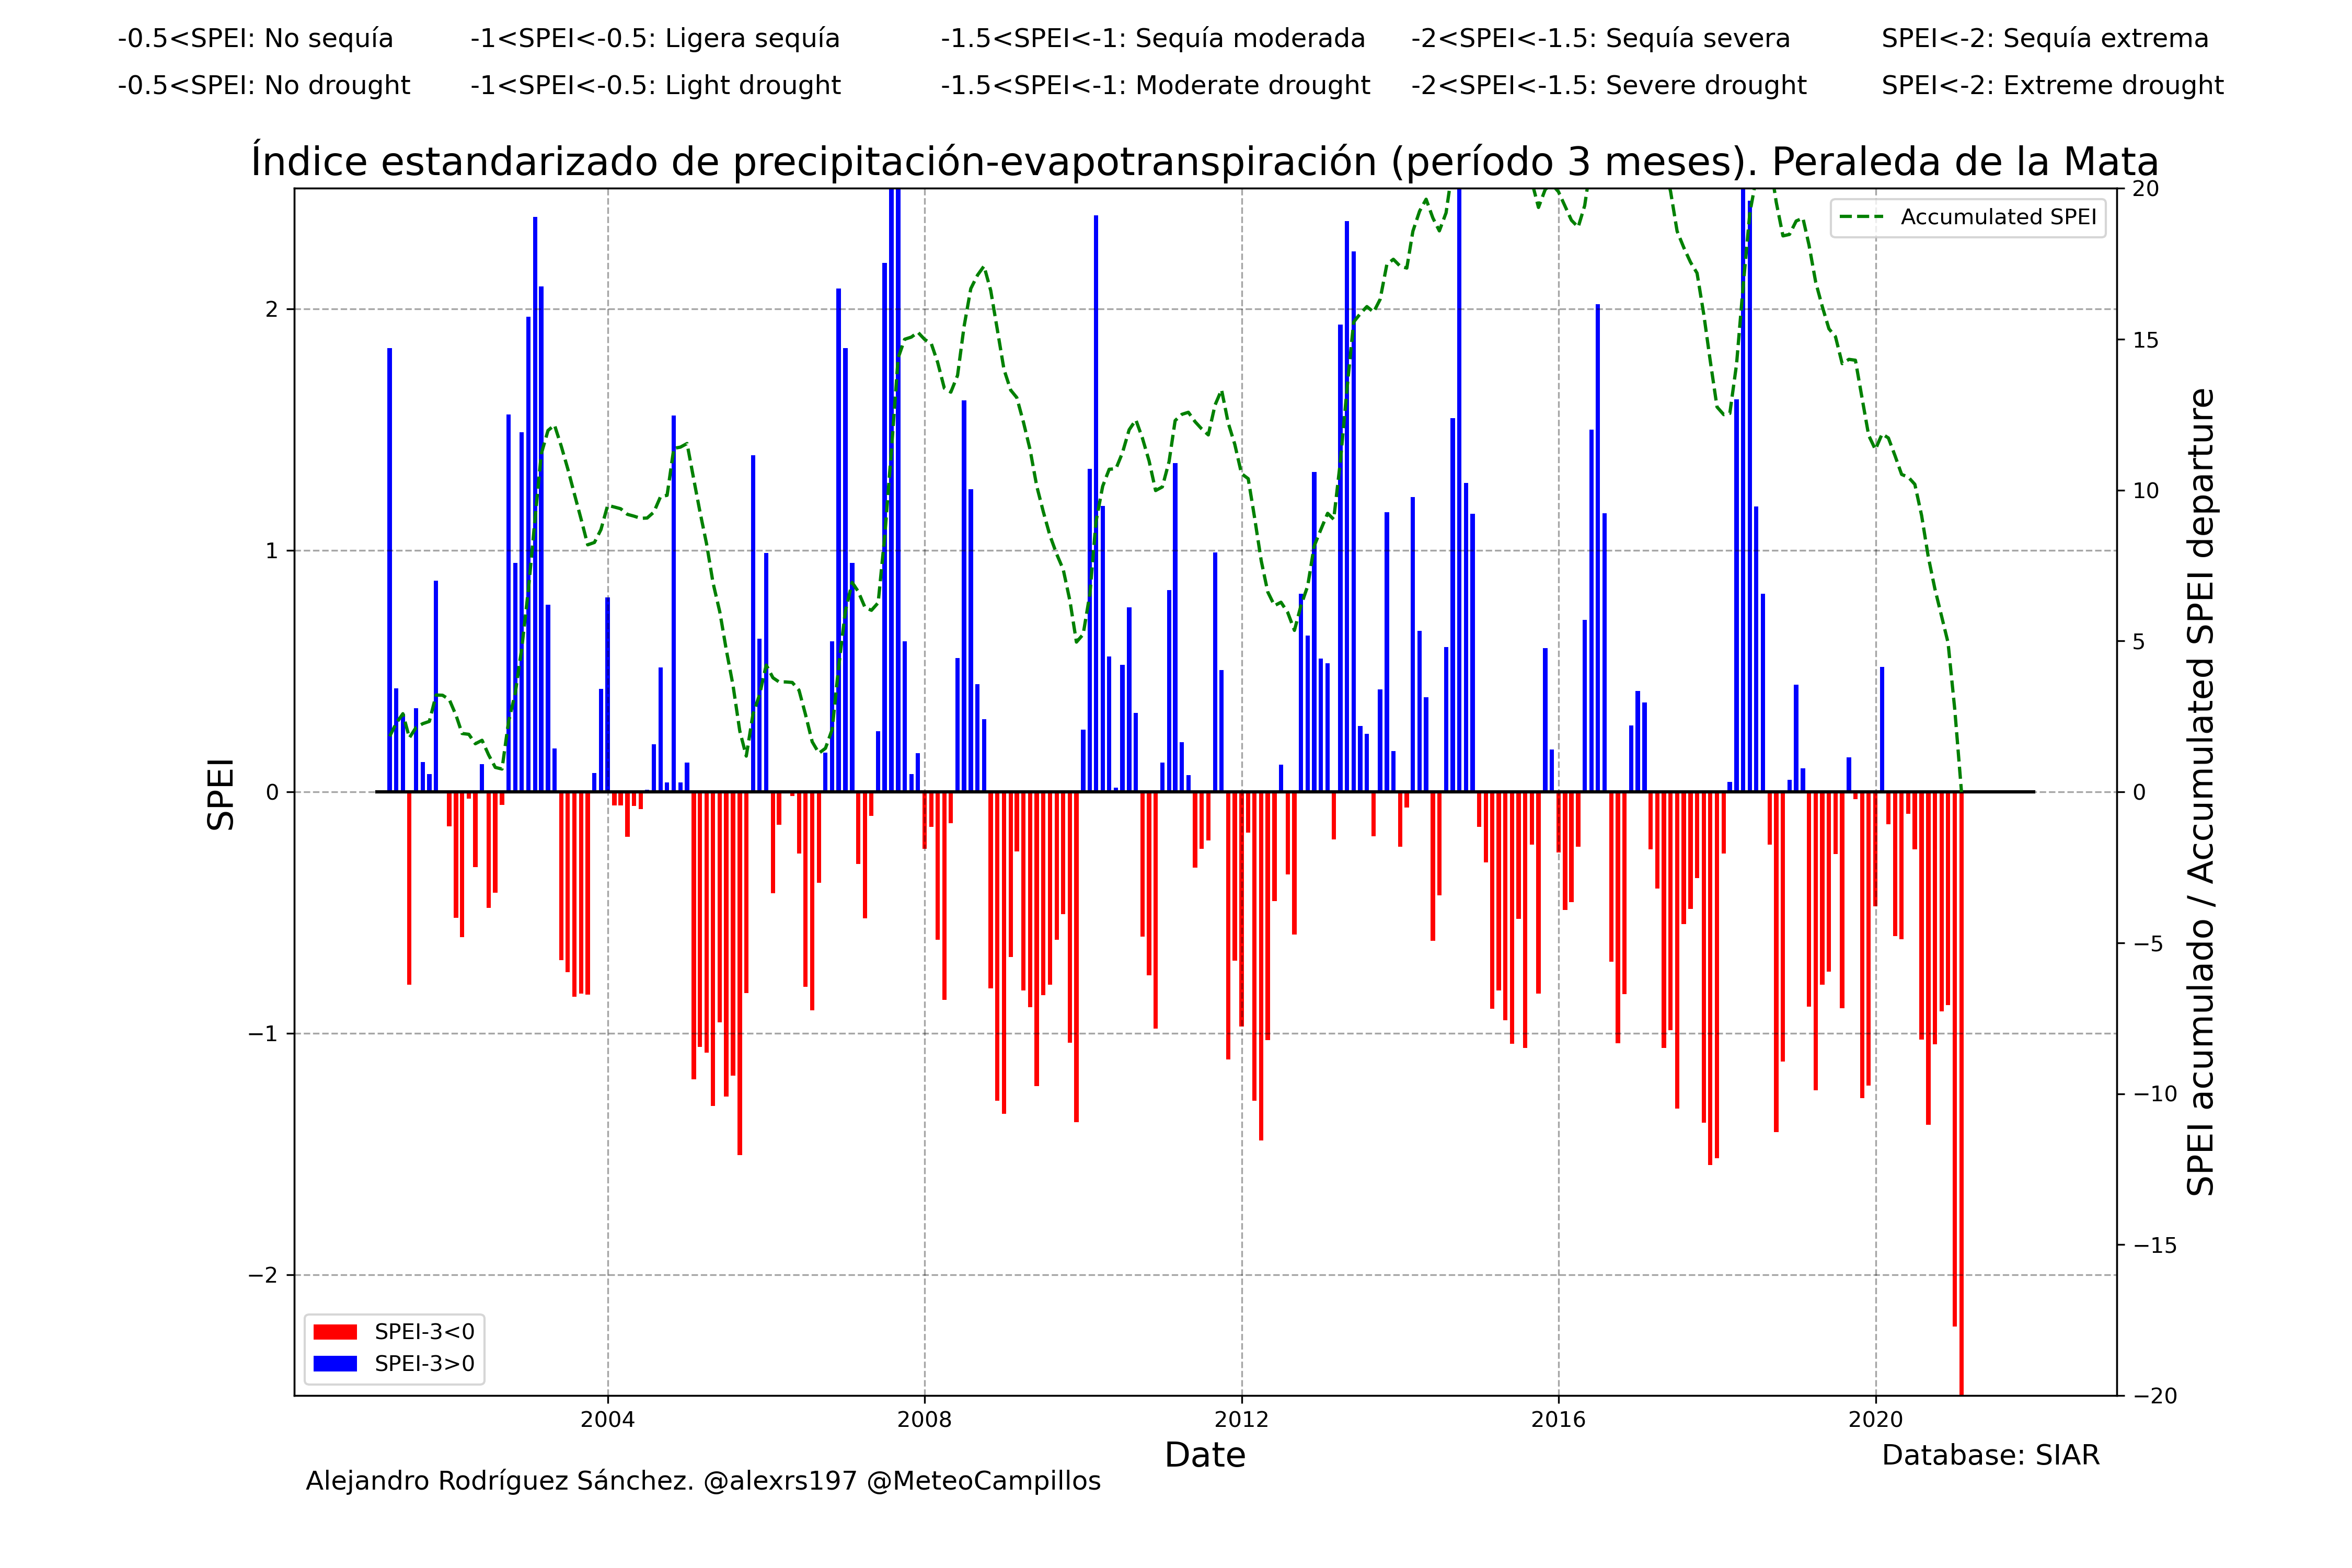 -0.5<SPEI: No sequía -1<SPEI<-0.5: Ligera sequía -1.5<SPEI<-1: Sequía moderada -2<SPEI<-1.5: Sequía severa SPEI<-2: Sequía extrema
-0.5<SPEI: No drought -1<SPEI<-0.5: Light drought -1.5<SPEI<-1: Moderate drought -2<SPEI<-1.5: Severe drought SPEI<-2: Extreme drought
Índice estandarizado de precipitación-evapotranspiración (período 3 meses). Peraleda de la Mata
Accumulated SPEI
SPEI
2
1
0
−1
−2
20
15
10
5
0
−5
−10
−15
−20
SPEI acumulado / Accumulated SPEI departure
SPEI-3<0
SPEI-3>0
2004 2008 2012 2016 2020
Date
Database: SIAR
Alejandro Rodríguez Sánchez. @alexrs197 @MeteoCampillos